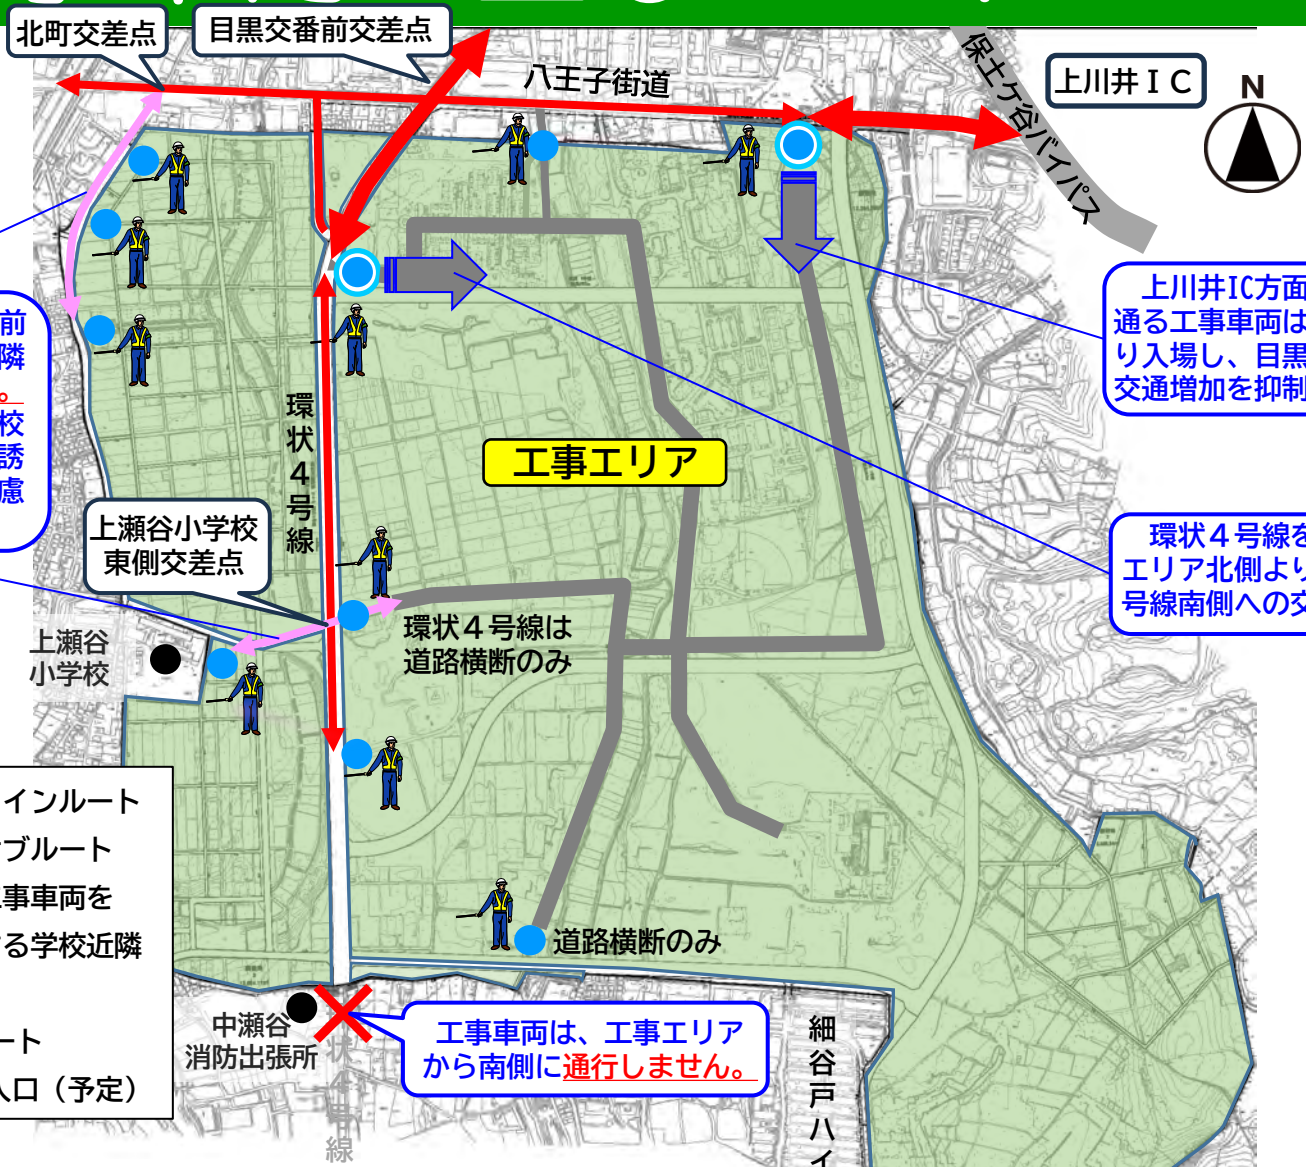 北町交差点
目黒交番前交差点
八王子街道
保土ケ谷バイパス
上川井ＩＣ
N
上川井IC方面
通る工事車両は
り入場し、目黒
交通増加を抑制
前
隣
。
校
誘
慮
環状４号線
工事エリア
上瀬谷小学校
東側交差点
環状４号線を
エリア北側より
号線南側への交
環状４号線は
道路横断のみ
上瀬谷
小学校
インルート
ブルート
事車両を
る学校近隣
ート
入口（予定）
道路横断のみ
中瀬谷
消防出張所
工事車両は、工事エリア
から南側に通行しません。
状４号線
細谷戸ハイ